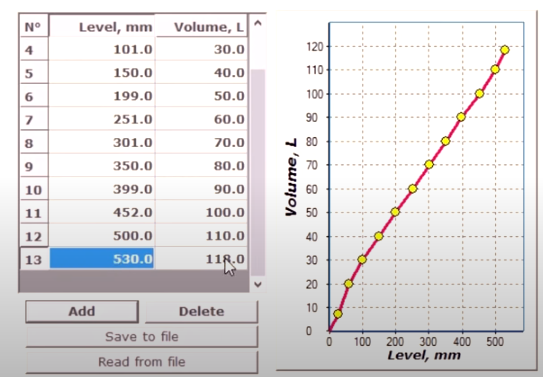 Nº Level, mm Volume, L
4 101.0 30.0
5 150.0 40.0
6 199.0 50.0
7 251.0 60.0
8 301.0 70.0
9 350.0 80.0
10 399.0 90.0
11 452.0 100.0
12 500.0 110.0
13 530.0 118.0
Add Delete
Save to file
Read from file
Volume, L
120
110
100
90
80
70
60
50
40
30
20
10
0
0 100 200 300 400 500
Level, mm